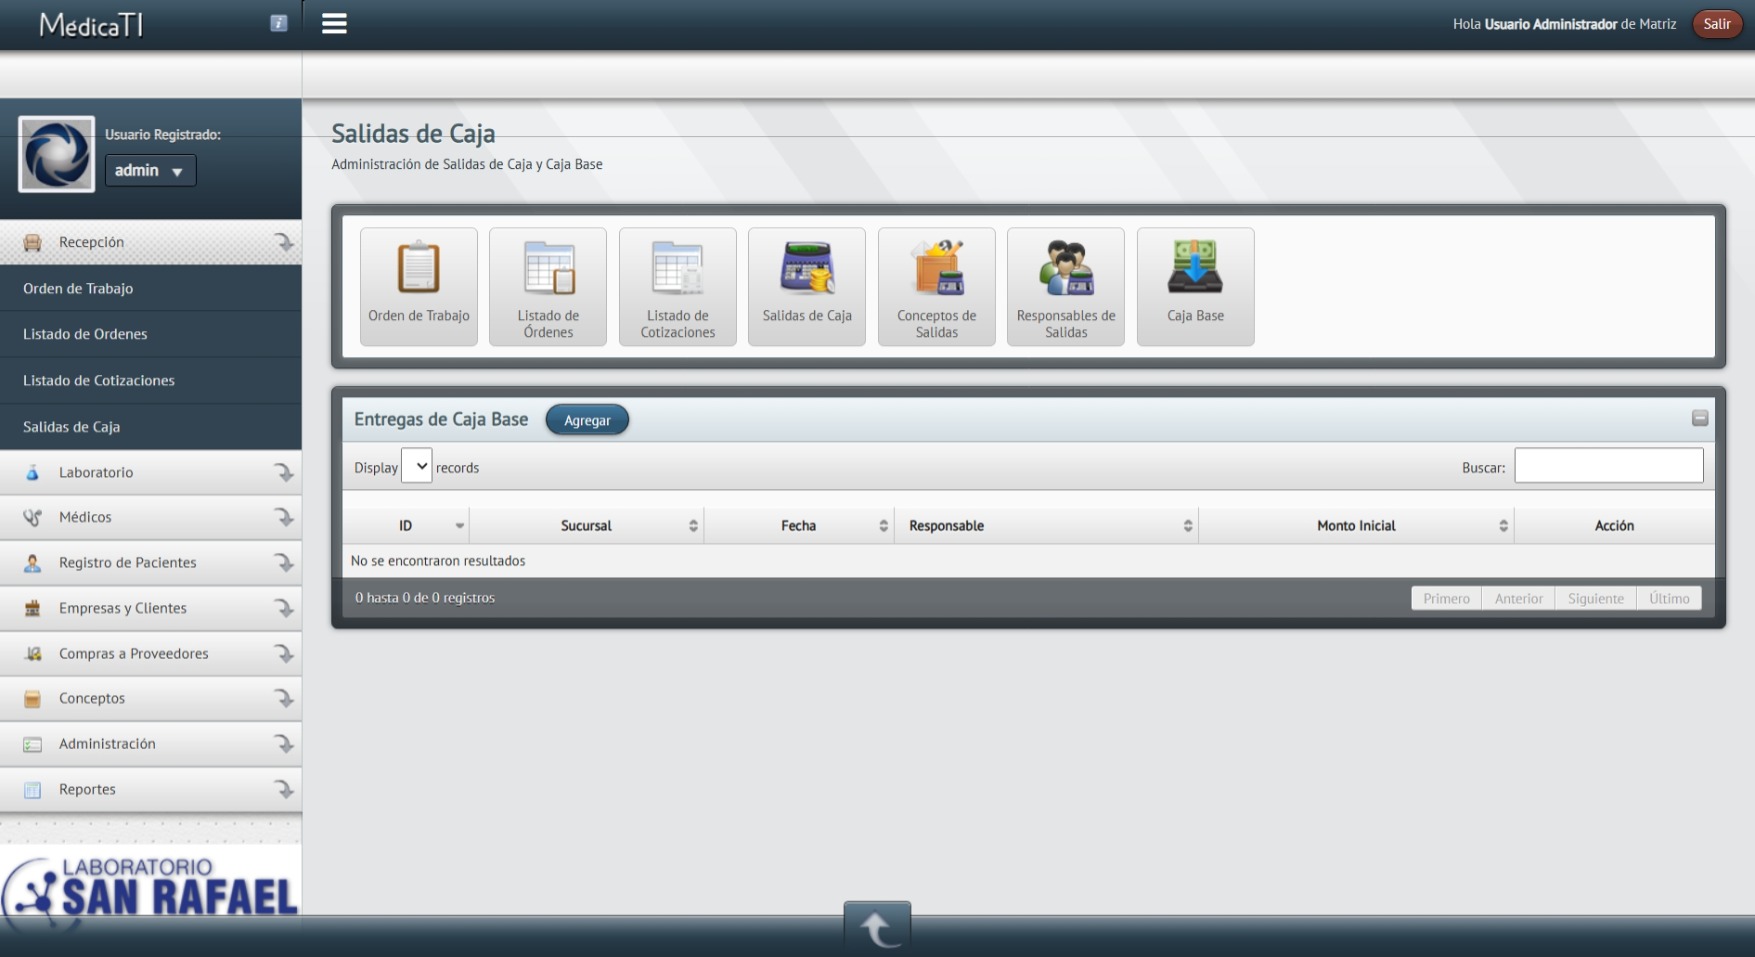 MédicaTI
Hola Usuario Administrador de Matriz
Salir
Usuario Registrado:
admin
Recepción
Orden de Trabajo
Listado de Ordenes
Listado de Cotizaciones
Salidas de Caja
Laboratorio
Médicos
Registro de Pacientes
Empresas y Clientes
Compras a Proveedores
Conceptos
Administración
Reportes
LABORATORIO
SAN RAFAEL
Salidas de Caja
Administración de Salidas de Caja y Caja Base
Orden de Trabajo
Listado de
Órdenes
Listado de
Cotizaciones
Salidas de Caja
Conceptos de
Salidas
Responsables de
Salidas
Caja Base
Entregas de Caja Base
Agregar
Display records
Buscar:
ID Sucursal Fecha Responsable Monto Inicial Acción
No se encontraron resultados
0 hasta 0 de 0 registros
Primero Anterior Siguiente Último